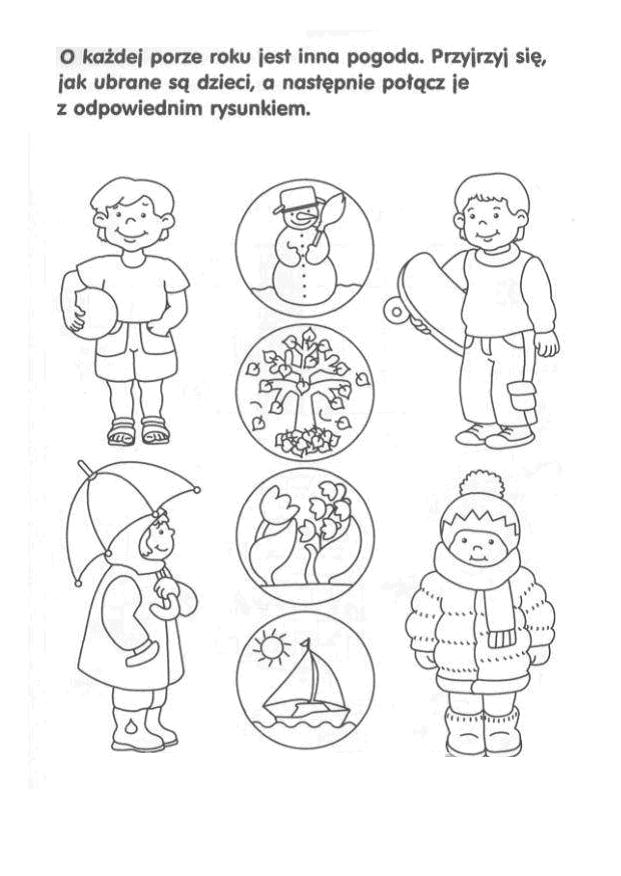 O każdej porze roku jest inna pogoda. Przyjrzyj się,
jak ubrane są dzieci, a następnie połącz je
z odpowiednim rysunkiem.